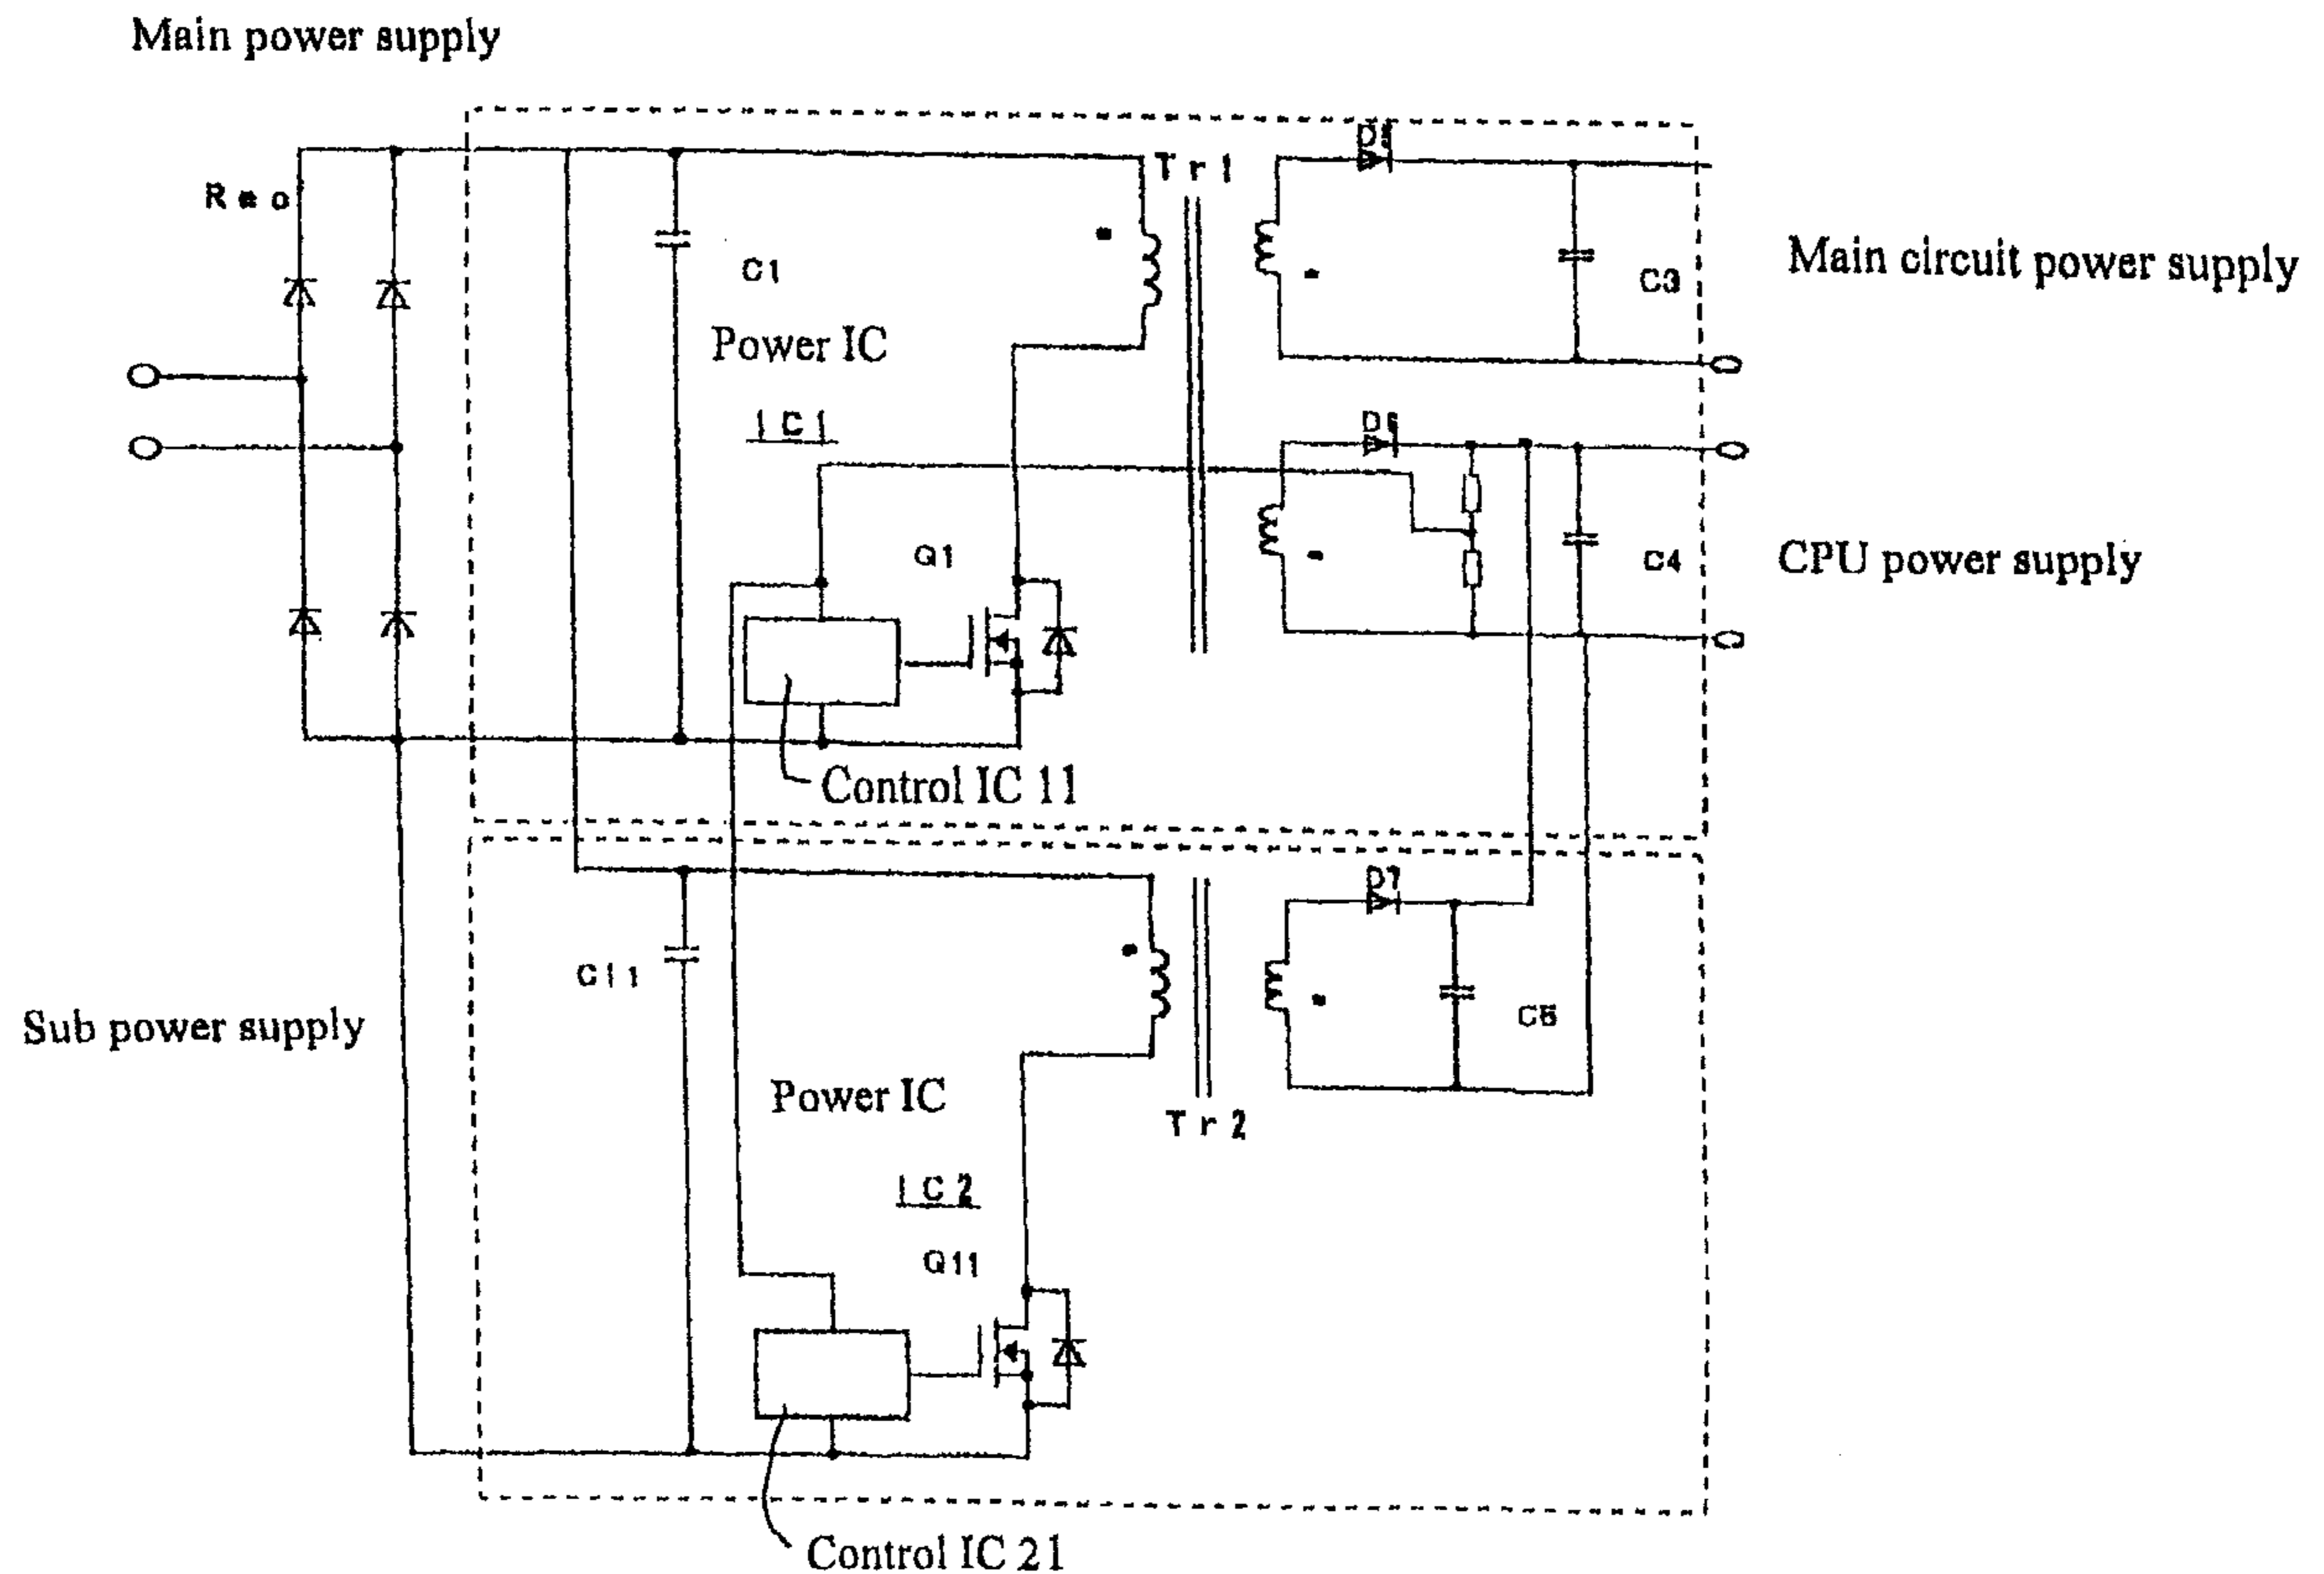 Main power supply
Tr1
C1
C3
Main circuit power supply
Power IC
IC1
D6
Q1
C4
CPU power supply
Control IC 11
D7
C11
C5
Sub power supply
Power IC
Tr2
IC2
Q11
Control IC 21